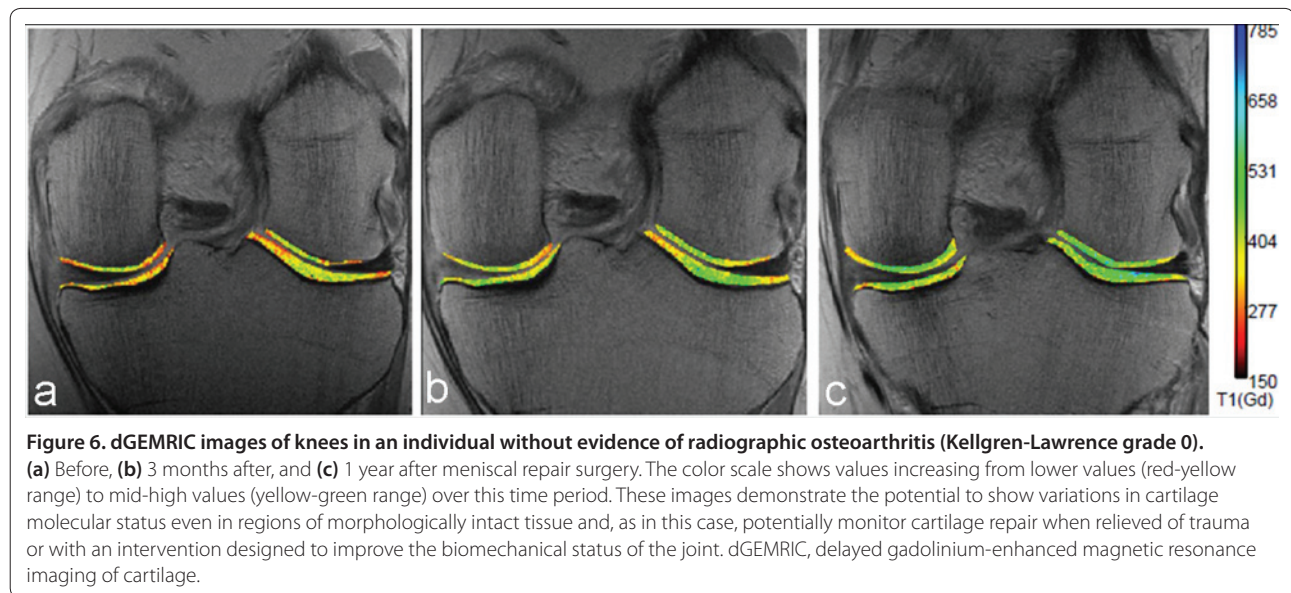 785
658
531
404
277
150
T1(Gd)
a
b
c
Figure 6. dGEMRIC images of knees in an individual without evidence of radiographic osteoarthritis (Kellgren-Lawrence grade 0).
(a) Before, (b) 3 months after, and (c) 1 year after meniscal repair surgery. The color scale shows values increasing from lower values (red-yellow
range) to mid-high values (yellow-green range) over this time period. These images demonstrate the potential to show variations in cartilage
molecular status even in regions of morphologically intact tissue and, as in this case, potentially monitor cartilage repair when relieved of trauma
or with an intervention designed to improve the biomechanical status of the joint. dGEMRIC, delayed gadolinium-enhanced magnetic resonance
imaging of cartilage.